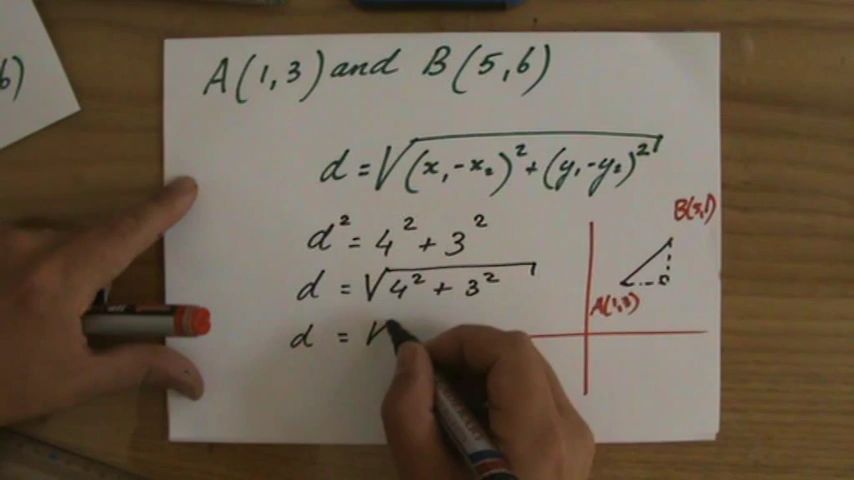 6)
A(1,3) and B(5,6)
d = √(x₁-x₂)²+(y₁-y₂)²
d² = 4² + 3²
d = √4² + 3²
d = √
A(1,3)